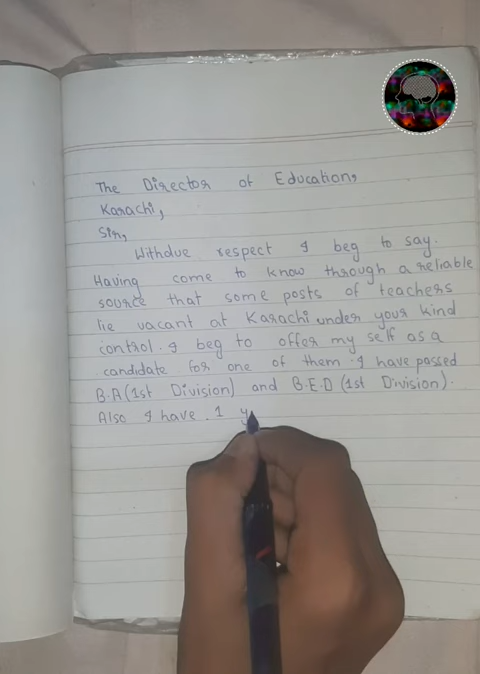 The Director of Education,
Karachi,
Sir,
Withdue respect I beg to say.
Having come to know through a reliable
source that some posts of teachers
lie vacant at Karachi under your kind
control. I beg to offer my self as a
candidate for one of them. I have passed
B.A (1st Division) and B.E.D (1st Division).
Also I have. 1 y